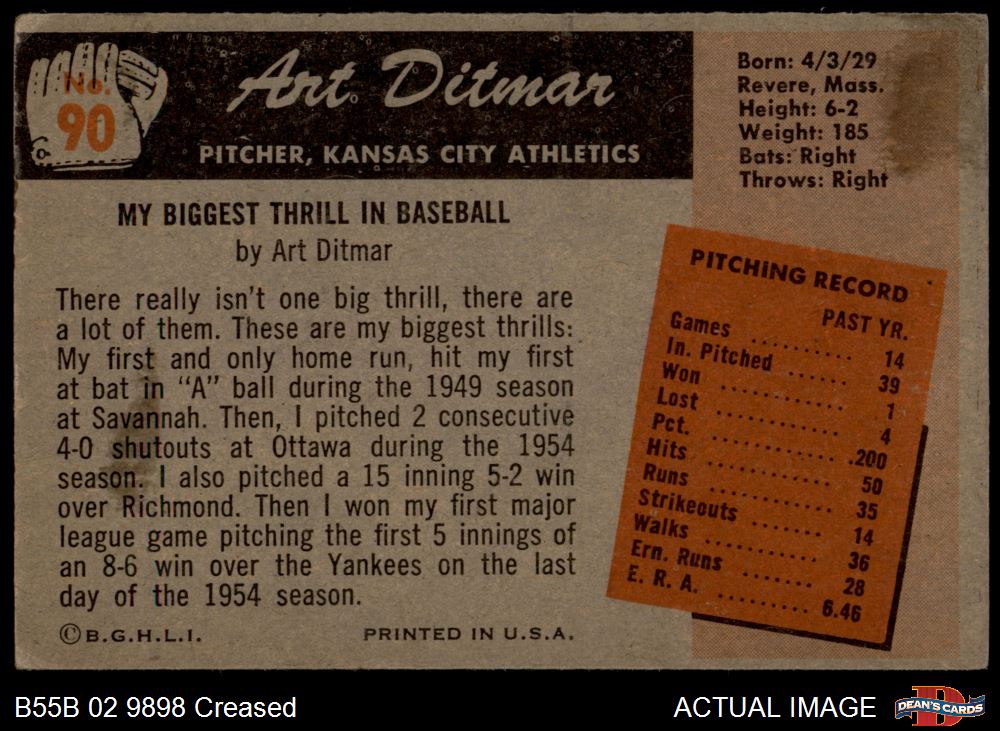 No.
90
Art Ditmar
PITCHER, KANSAS CITY ATHLETICS
Born: 4/3/29
Revere, Mass.
Height: 6-2
Weight: 185
Bats: Right
Throws: Right
MY BIGGEST THRILL IN BASEBALL
by Art Ditmar
There really isn't one big thrill, there are
a lot of them. These are my biggest thrills:
My first and only home run, hit my first
at bat in "A" ball during the 1949 season
at Savannah. Then, I pitched 2 consecutive
4-0 shutouts at Ottawa during the 1954
season. I also pitched a 15 inning 5-2 win
over Richmond. Then I won my first major
league game pitching the first 5 innings of
an 8-6 win over the Yankees on the last
day of the 1954 season.
©B.G.H.L.I. PRINTED IN U.S.A.
PITCHING RECORD
PAST YR.
Games .......... 14
In. Pitched ...... 39
Won ........... 1
Lost ........... 4
Pct. ........... .200
Hits ........... 50
Runs ........... 35
Strikeouts ....... 14
Walks .......... 36
Ern. Runs ....... 28
E. R. A. .......... 6.46
B55B 02 9898 Creased
ACTUAL IMAGE
D
DEAN'S CARDS